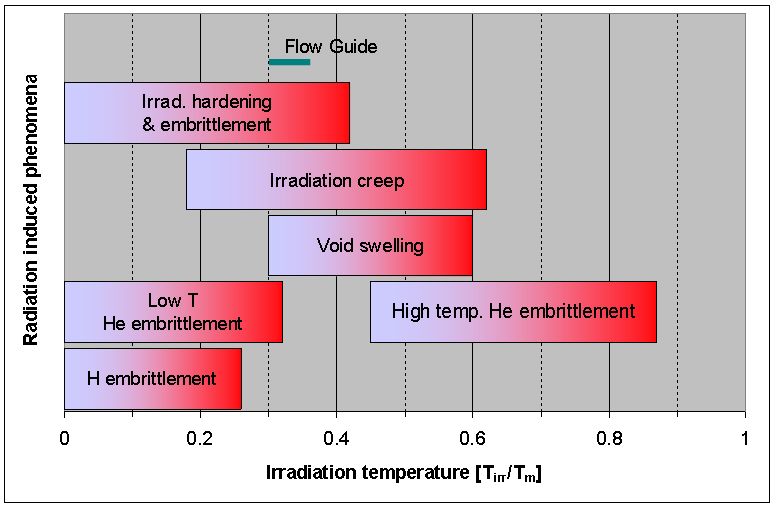 Flow Guide
Irrad. hardening
& embrittlement
Irradiation creep
Void swelling
Low T
He embrittlement
High temp. He embrittlement
H embrittlement
Radiation induced phenomena
0 0.2 0.4 0.6 0.8 1
Irradiation temperature [Tirr/Tm]